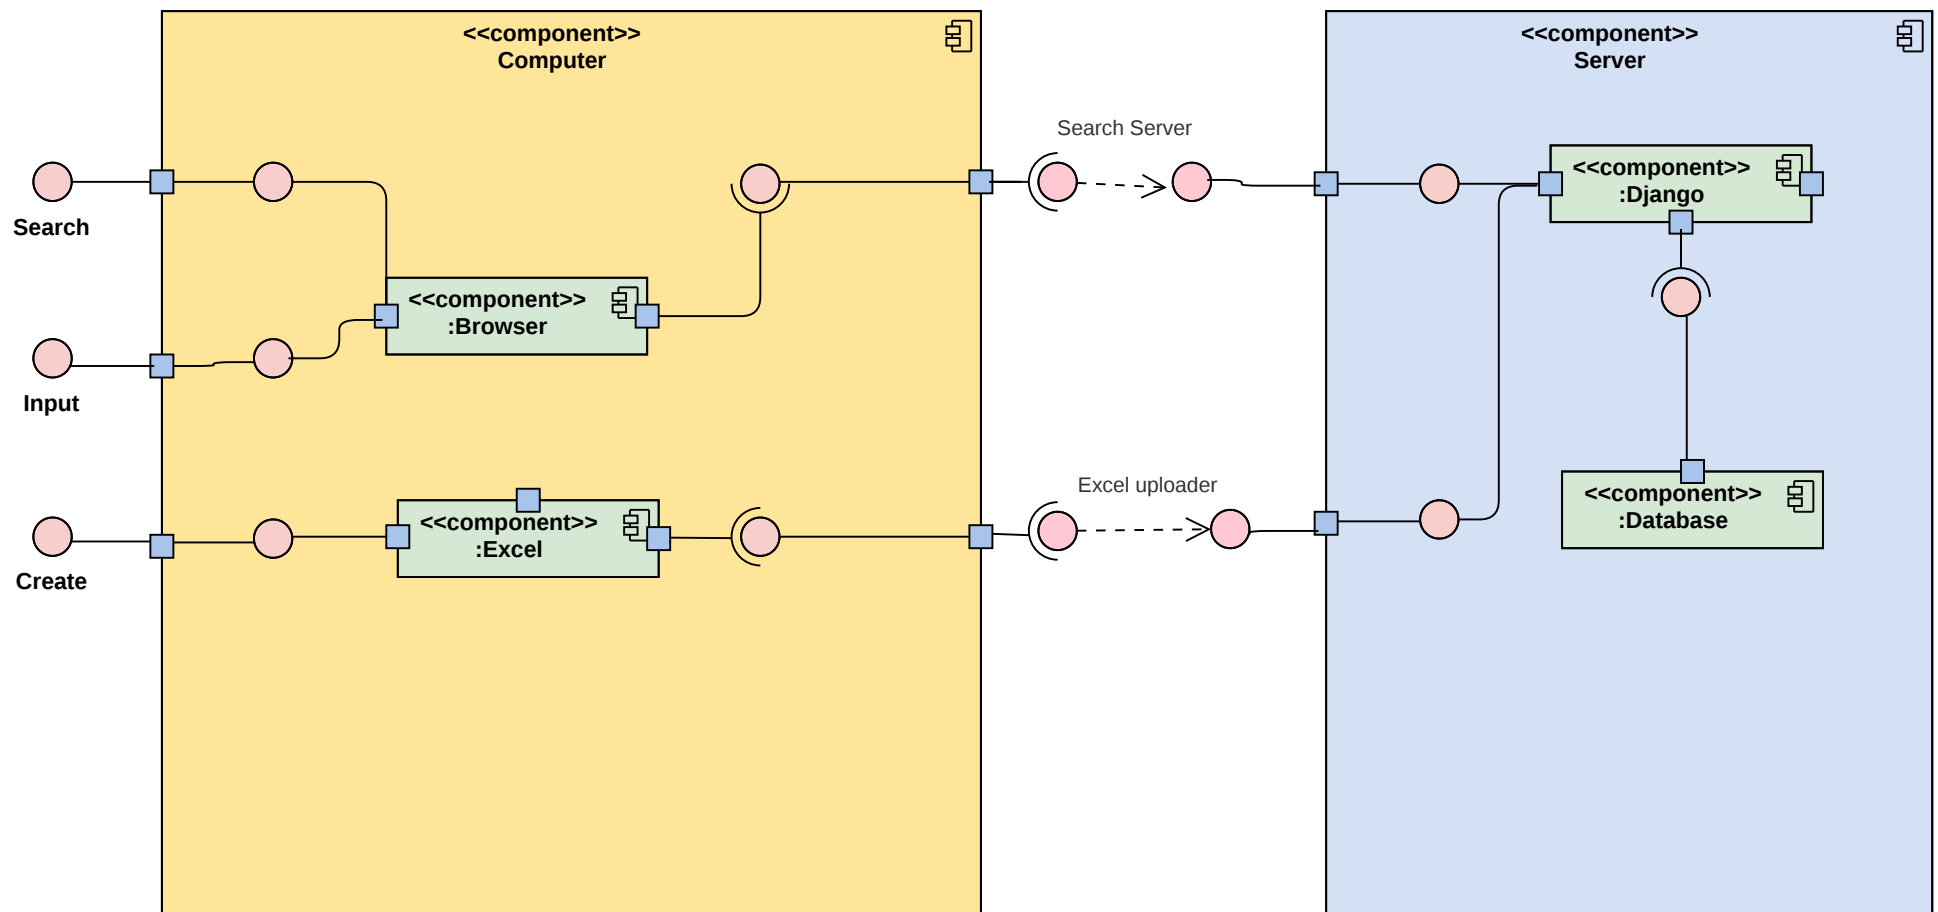 <<component>>
Computer
<<component>>
Server
Search Server
<<component>>
:Django
Search
<<component>>
:Browser
Input
Excel uploader
<<component>>
:Excel
<<component>>
:Database
Create